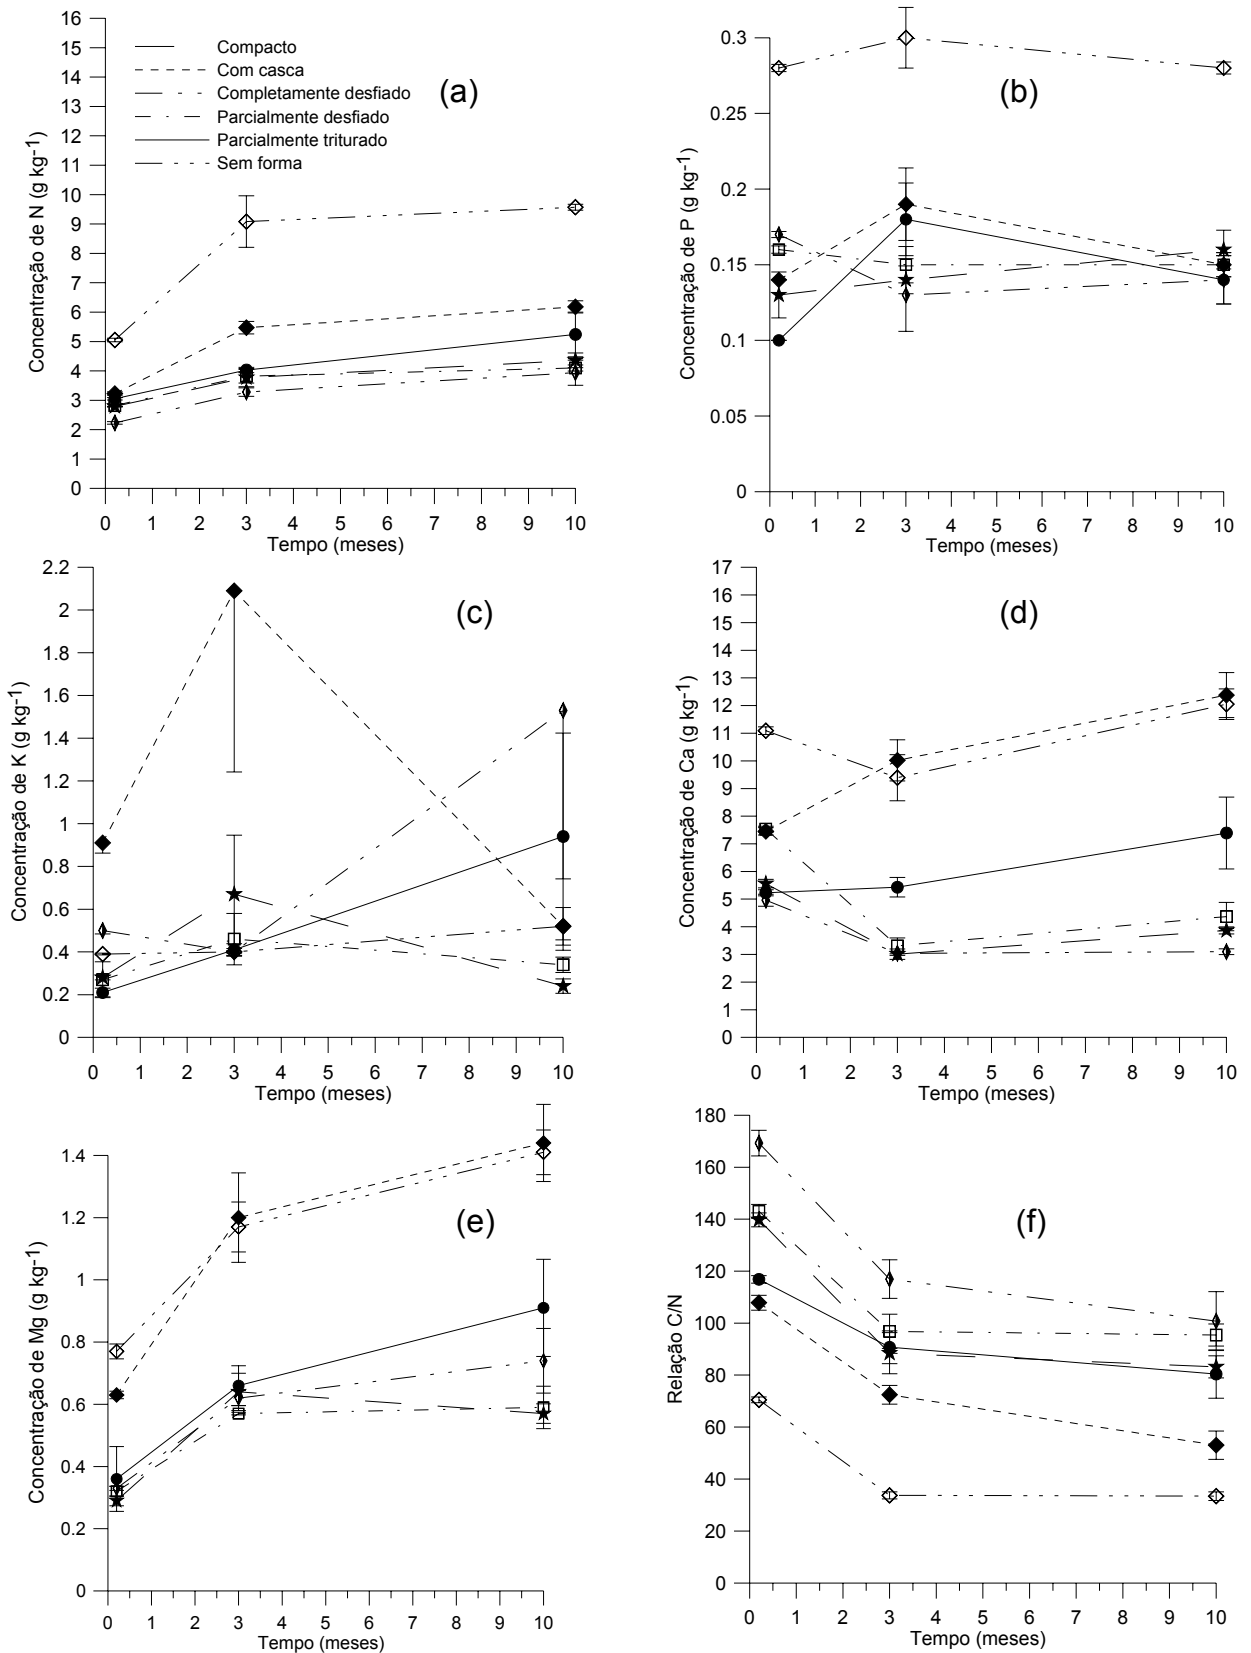 16
15
14
13
12
11
10
9
8
7
6
5
4
3
2
1
0
Concentração de N (g kg-1)
Compacto
Com casca
Completamente desfiado
Parcialmente desfiado
Parcialmente triturado
Sem forma
(a)
0 1 2 3 4 5 6 7 8 9 10
Tempo (meses)
0.3
0.25
0.2
0.15
0.1
0.05
0
Concentração de P (g kg-1)
(b)
0 1 2 3 4 5 6 7 8 9 10
Tempo (meses)
2.2
2
1.8
1.6
1.4
1.2
1
0.8
0.6
0.4
0.2
0
Concentração de K (g kg-1)
(c)
0 1 2 3 4 5 6 7 8 9 10
Tempo (meses)
17
16
15
14
13
12
11
10
9
8
7
6
5
4
3
2
1
0
Concentração de Ca (g kg-1)
(d)
0 1 2 3 4 5 6 7 8 9 10
Tempo (meses)
1.4
1.2
1
0.8
0.6
0.4
0.2
0
Concentração de Mg (g kg-1)
(e)
0 1 2 3 4 5 6 7 8 9 10
Tempo (meses)
180
160
140
120
100
80
60
40
20
0
Relação C/N
(f)
0 1 2 3 4 5 6 7 8 9 10
Tempo (meses)